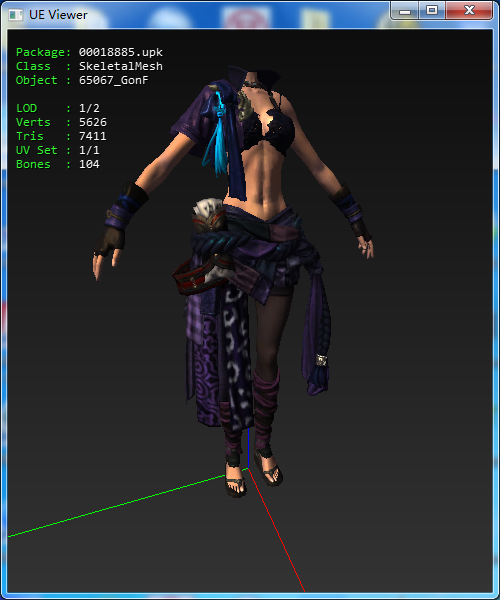 UE Viewer
Package: 00018885.upk
Class  : SkeletalMesh
Object : 65067_GonF
LOD    : 1/2
Verts  : 5626
Tris   : 7411
UV Set : 1/1
Bones  : 104